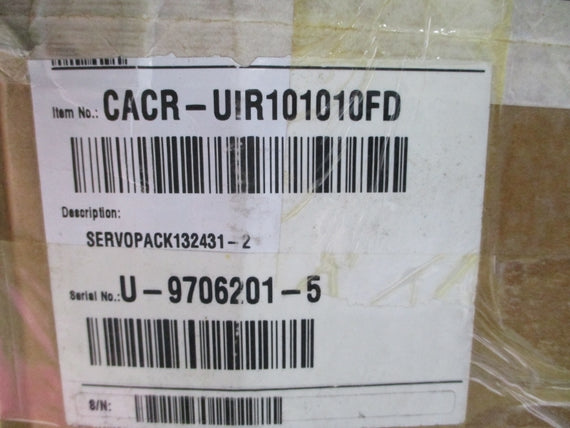 Item No.: CACR-UIR101010FD
Description:
SERVOPACK132431-2
Serial No.: U-9706201-5
S/N: